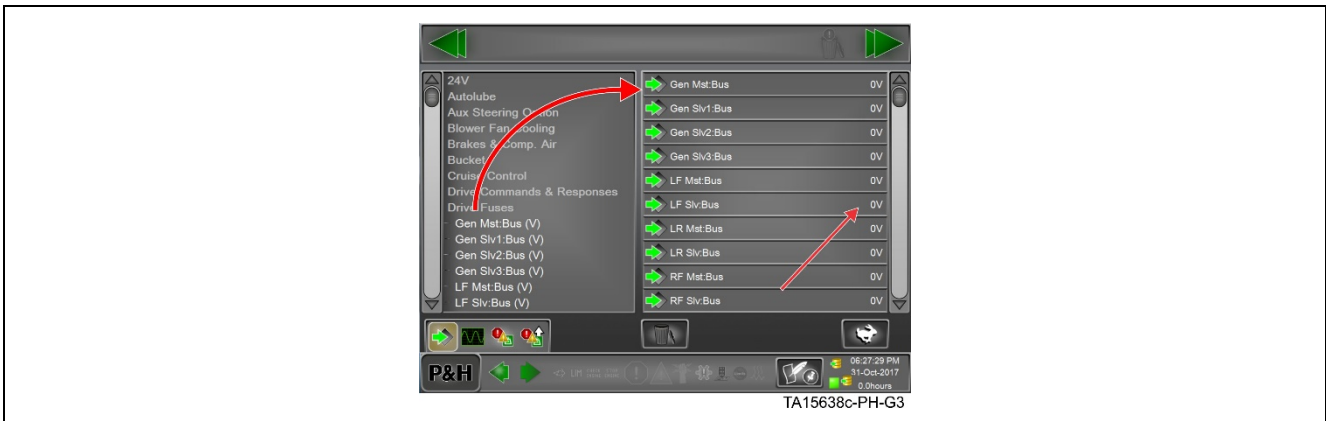 24V
Autolube
Aux Steering Option
Blower Fan Cooling
Brakes & Comp. Air
Bucket
Cruise Control
Drive Commands & Responses
Drive Fuses
Gen Mst:Bus (V)
Gen Slv1:Bus (V)
Gen Slv2:Bus (V)
Gen Slv3:Bus (V)
LF Mst:Bus (V)
LF Slv:Bus (V)
Gen Mst:Bus 0V
Gen Slv1:Bus 0V
Gen Slv2:Bus 0V
Gen Slv3:Bus 0V
LF Mst:Bus 0V
LF Slv:Bus 0V
LR Mst:Bus 0V
LR Slv:Bus 0V
RF Mst:Bus 0V
RF Slv:Bus 0V
P&H
LIM
06:27:29 PM
31-Oct-2017
0.0hours
TA15638c-PH-G3